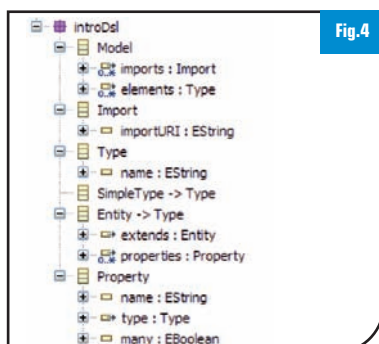 Fig.4
introDsl
Model
imports : Import
elements : Type
Import
importURI : EString
Type
name : EString
SimpleType -> Type
Entity -> Type
extends : Entity
properties : Property
Property
name : EString
type : Type
many : EBoolean